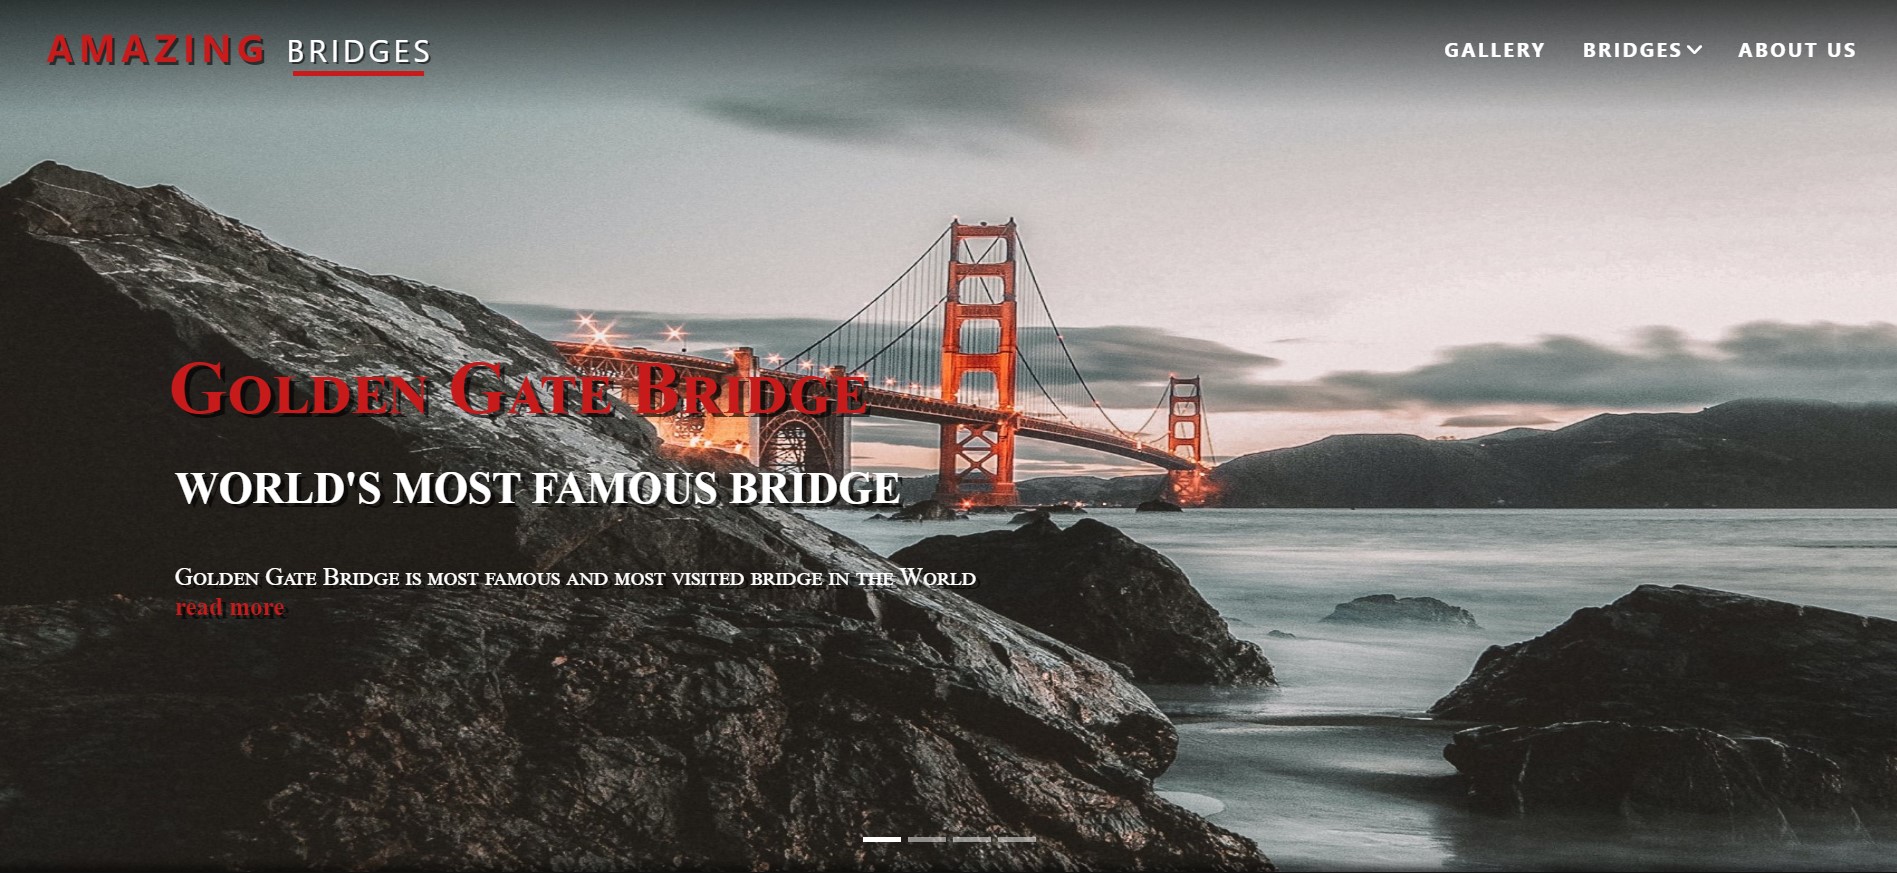 AMAZING BRIDGES
GALLERY
BRIDGES
ABOUT US
Golden Gate Bridge
WORLD'S MOST FAMOUS BRIDGE
Golden Gate Bridge is most famous and most visited bridge in the World
read more